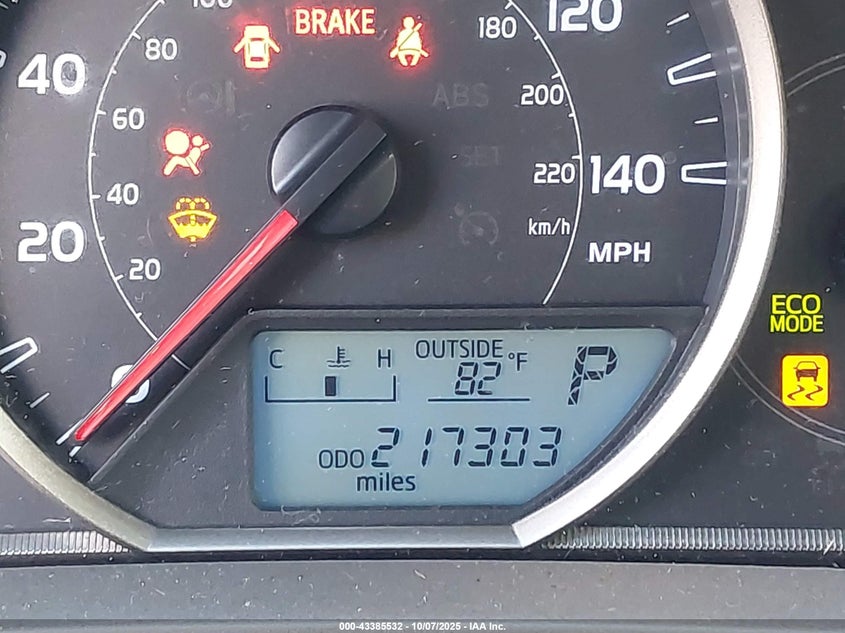 100
BRAKE
180
120
80
40
ABS
200
60
SET
220
140
40
km/h
20
MPH
20
ECO
MODE
C
H
OUTSIDE
82 °F
P
0
ODO 217303
miles
000-43385532 - 10/07/2025 - IAA Inc.